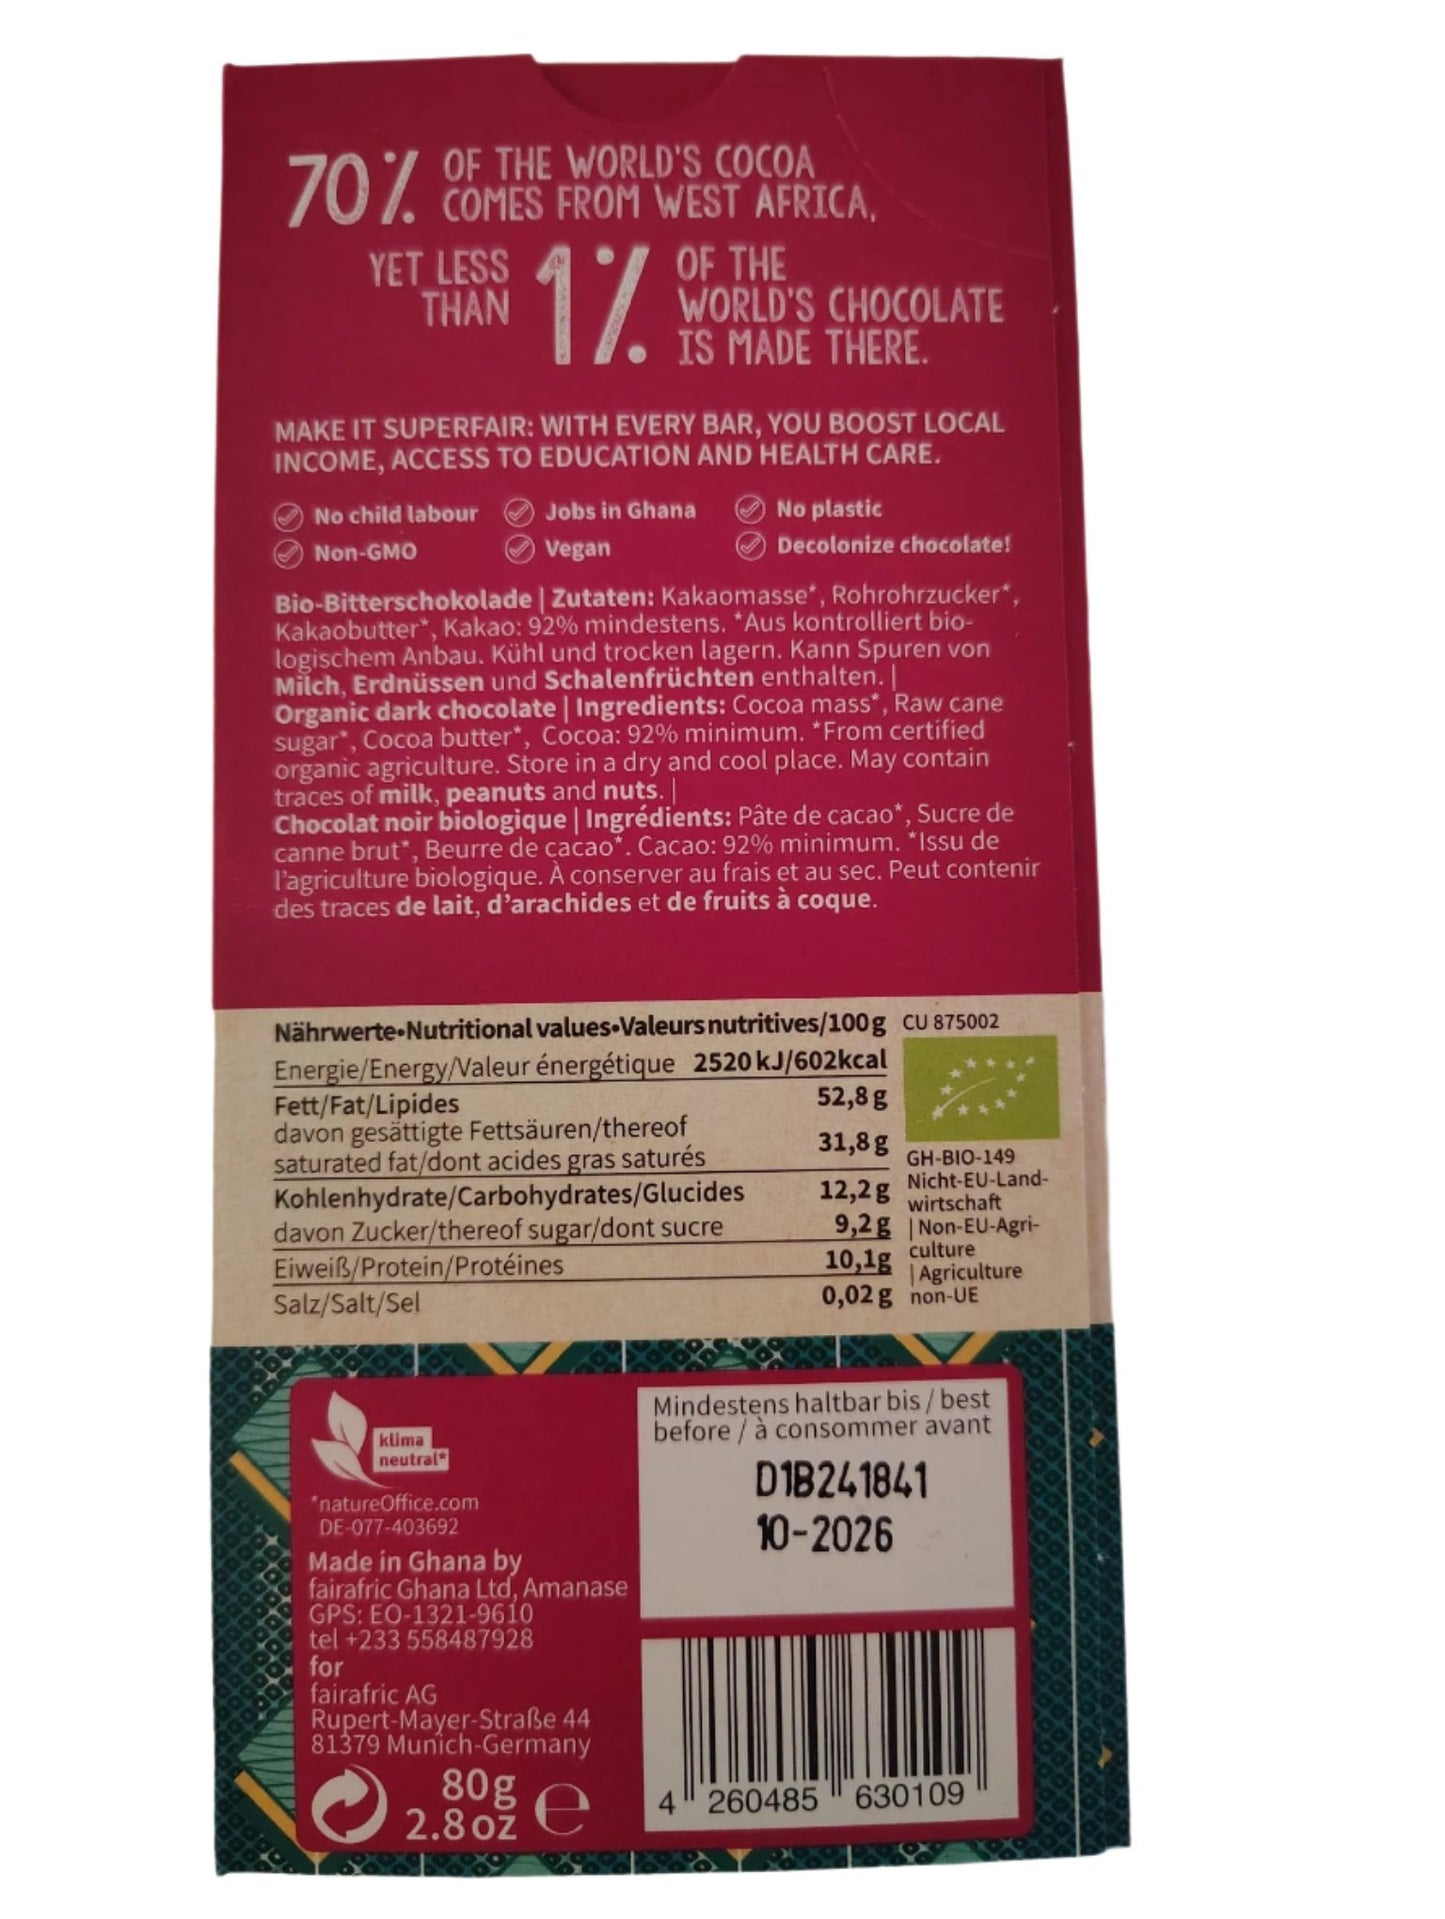 70% OF THE WORLD'S COCOA
COMES FROM WEST AFRICA,
YET LESS THAN 1% OF THE
WORLD'S CHOCOLATE
IS MADE THERE.
MAKE IT SUPERFAIR: WITH EVERY BAR, YOU BOOST LOCAL
INCOME, ACCESS TO EDUCATION AND HEALTH CARE.
No child labour Jobs in Ghana No plastic
Non-GMO Vegan Decolonize chocolate!
Bio-Bitterschokolade | Zutaten: Kakaomasse*, Rohrohrzucker*,
Kakaobutter*, Kakao: 92% mindestens. *Aus kontrolliert bio-
logischem Anbau. Kühl und trocken lagern. Kann Spuren von
Milch, Erdnüssen und Schalenfrüchten enthalten. |
Organic dark chocolate | Ingredients: Cocoa mass*, Raw cane
sugar*, Cocoa butter*, Cocoa: 92% minimum. *From certified
organic agriculture. Store in a dry and cool place. May contain
traces of milk, peanuts and nuts. |
Chocolat noir biologique | Ingrédients: Pâte de cacao*, Sucre de
canne brut*, Beurre de cacao*. Cacao: 92% minimum. *Issu de
l'agriculture biologique. À conserver au frais et au sec. Peut contenir
des traces de lait, d'arachides et de fruits à coque.
Nährwerte•Nutritional values•Valeurs nutritives/100g
Energie/Energy/Valeur énergétique 2520 kJ/602kcal
Fett/Fat/Lipides 52,8 g
davon gesättigte Fettsäuren/thereof
saturated fat/dont acides gras saturés 31,8 g
Kohlenhydrate/Carbohydrates/Glucides 12,2 g
davon Zucker/thereof sugar/dont sucre 9,2 g
Eiweiß/Protein/Protéines 10,1g
Salz/Salt/Sel 0,02 g
CU 875002
GH-BIO-149
Nicht-EU-Land-
wirtschaft
| Non-EU-Agri-
culture
| Agriculture
non-UE
klima
neutral*
*natureOffice.com
DE-077-403692
Made in Ghana by
fairafric Ghana Ltd, Amanase
GPS: EO-1321-9610
tel +233 558487928
for
fairafric AG
Rupert-Mayer-Straße 44
81379 Munich-Germany
80g e
2.8 oz
Mindestens haltbar bis / best
before / à consommer avant
D1B241841
10-2026
4 260485 630109